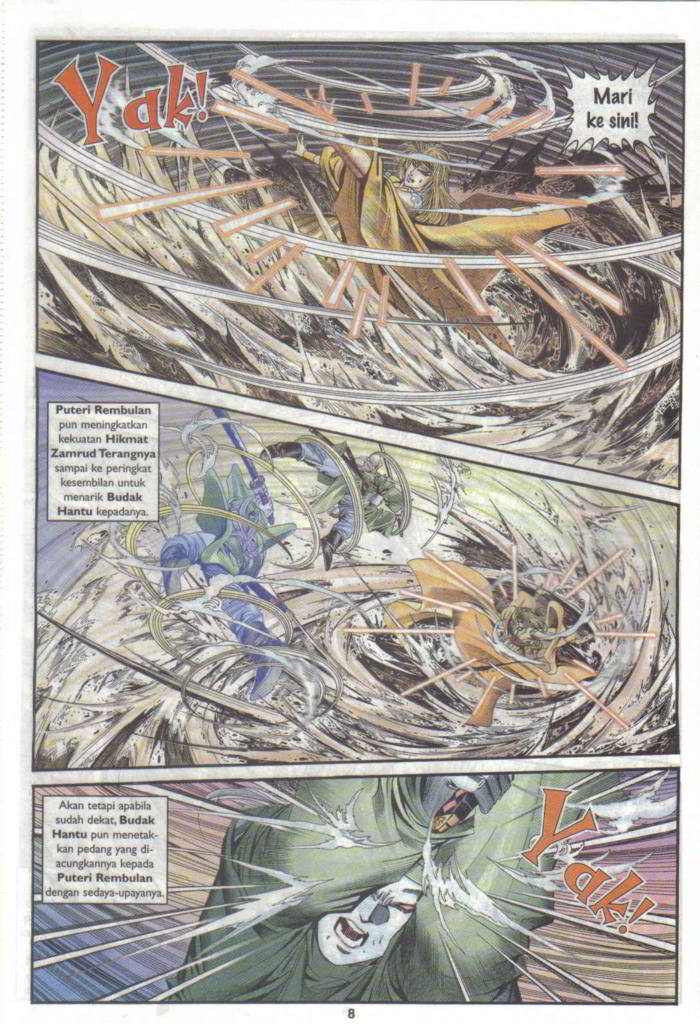 Yak!
Mari
ke sini!
Puteri Rembulan
pun meningkatkan
kekuatan Hikmat
Zamrud Terangnya
sampai ke peringkat
kesembilan untuk
menarik Budak
Hantu kepadanya.
Akan tetapi apabila
sudah dekat, Budak
Hantu pun menetak-
kan pedang yang di-
acungkannya kepada
Puteri Rembulan
dengan sedaya-upayanya.
Yakk!
8